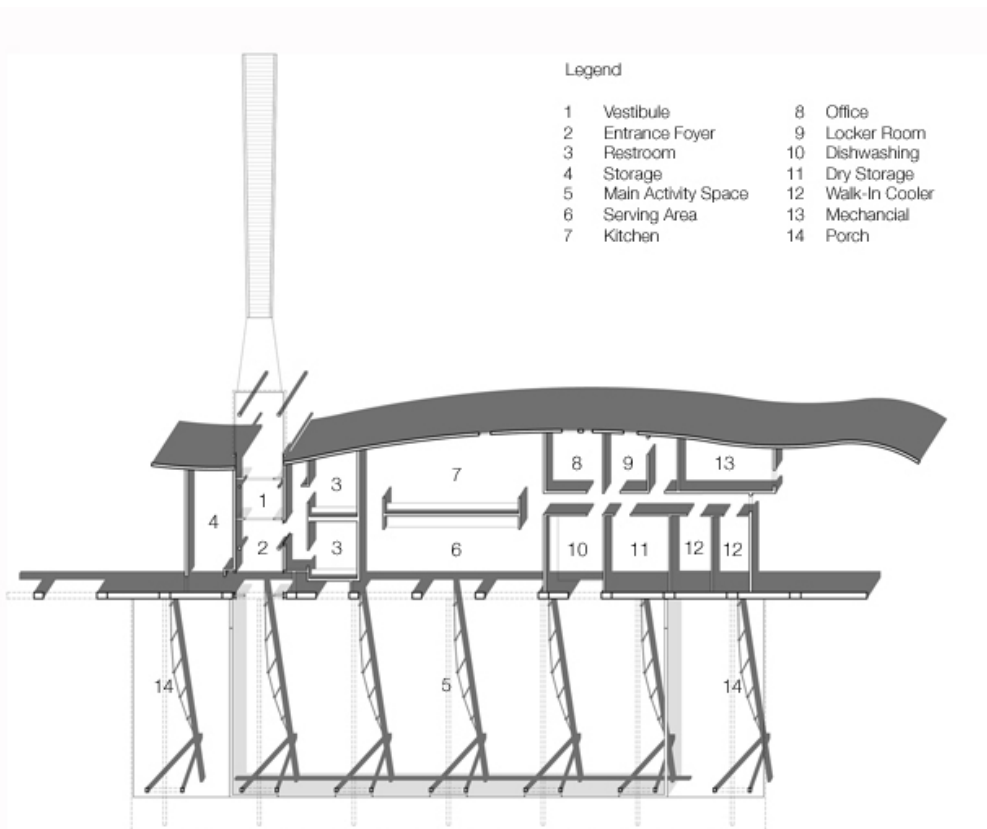 Legend
1 Vestibule
2 Entrance Foyer
3 Restroom
4 Storage
5 Main Activity Space
6 Serving Area
7 Kitchen
8 Office
9 Locker Room
10 Dishwashing
11 Dry Storage
12 Walk-In Cooler
13 Mechancial
14 Porch
8
9
13
7
3
1
4
2
3
6
10
11
12
12
14
5
14